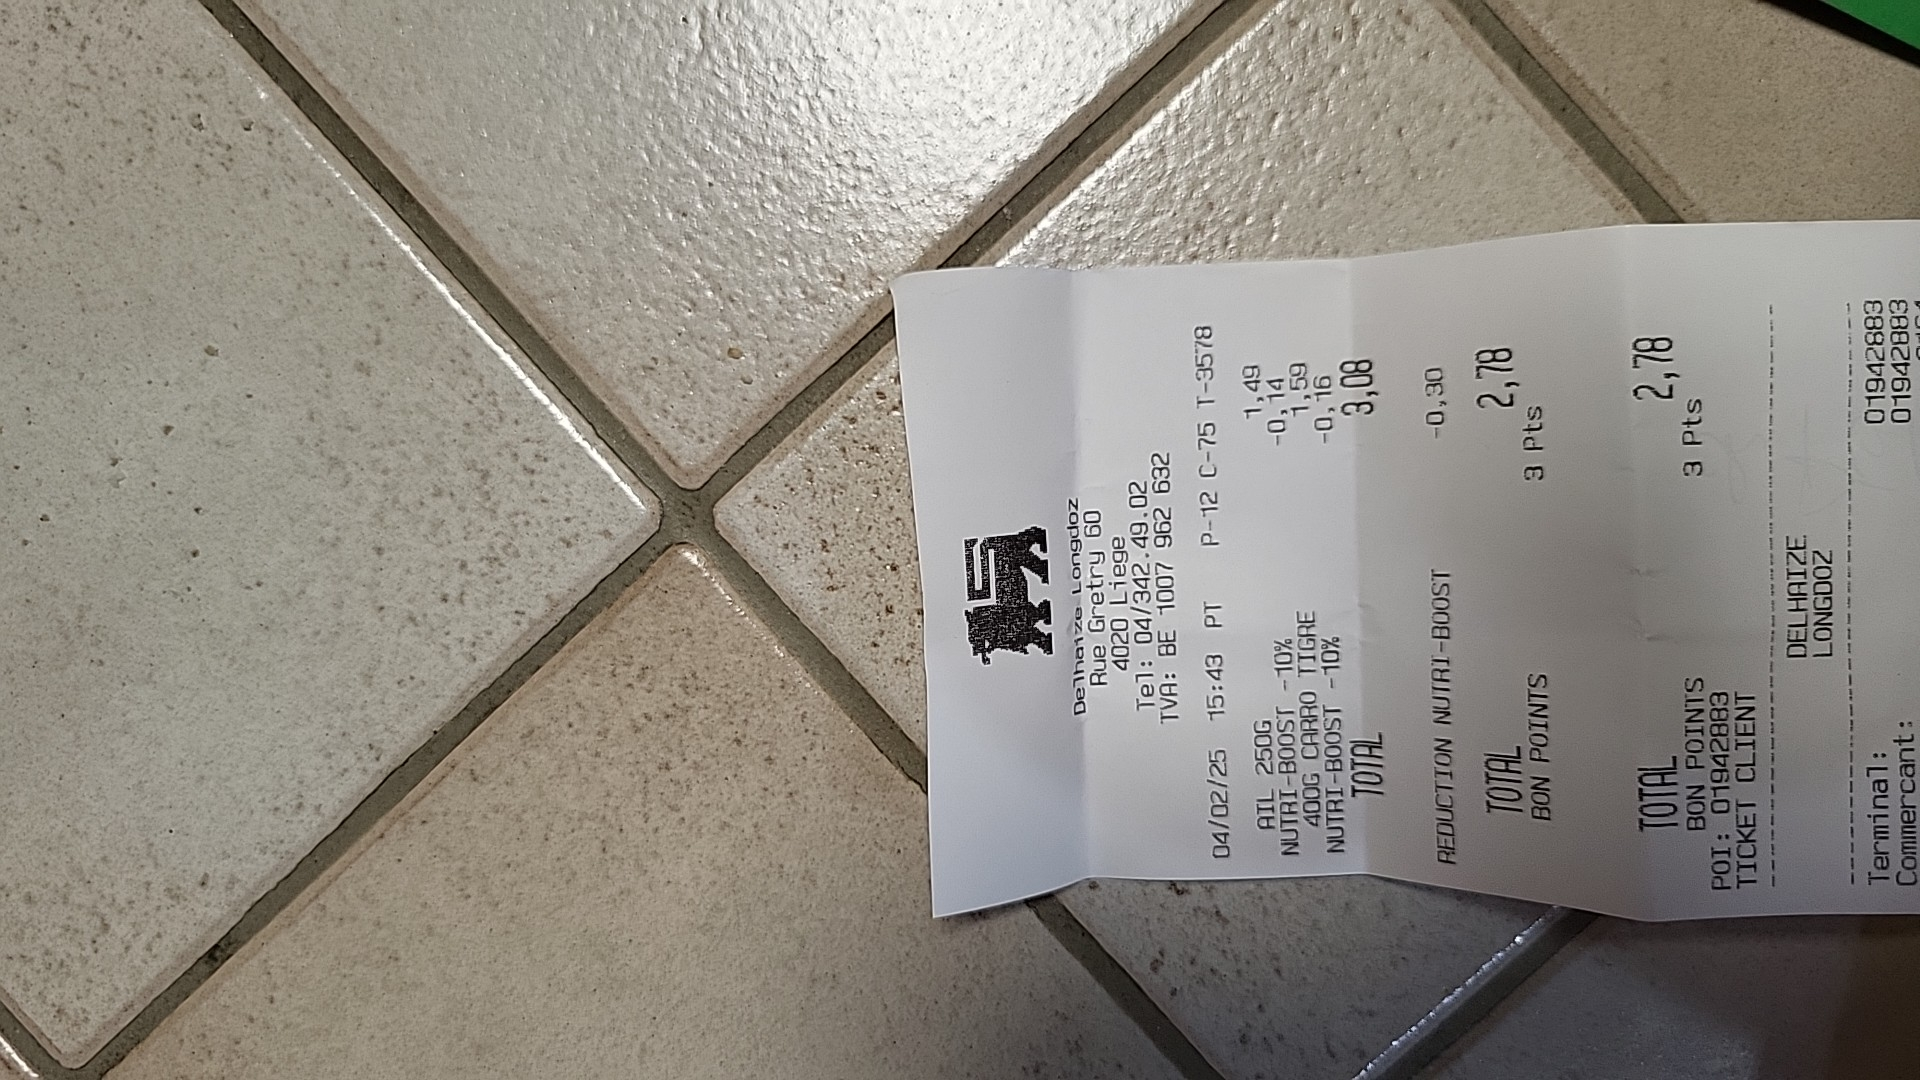 Delhaize Longdoz
Rue Gretry 60
4020 Liege
Tel: 04/342.49.02
TVA: BE 1007 962 632
04/02/25 15:43 PT P-12 C-75 T-3578
AIL 250G 1,49
NUTRI-BOOST -10% -0,14
400G CARRO TIGRE 1,59
NUTRI-BOOST -10% -0,16
TOTAL 3,08
REDUCTION NUTRI-BOOST -0,30
TOTAL 2,78
BON POINTS 3 Pts
TOTAL 2,78
BON POINTS 3 Pts
POI: 01942883
TICKET CLIENT
DELHAIZE
LONGDOZ
Terminal: 01942883
Commercant: 01942883